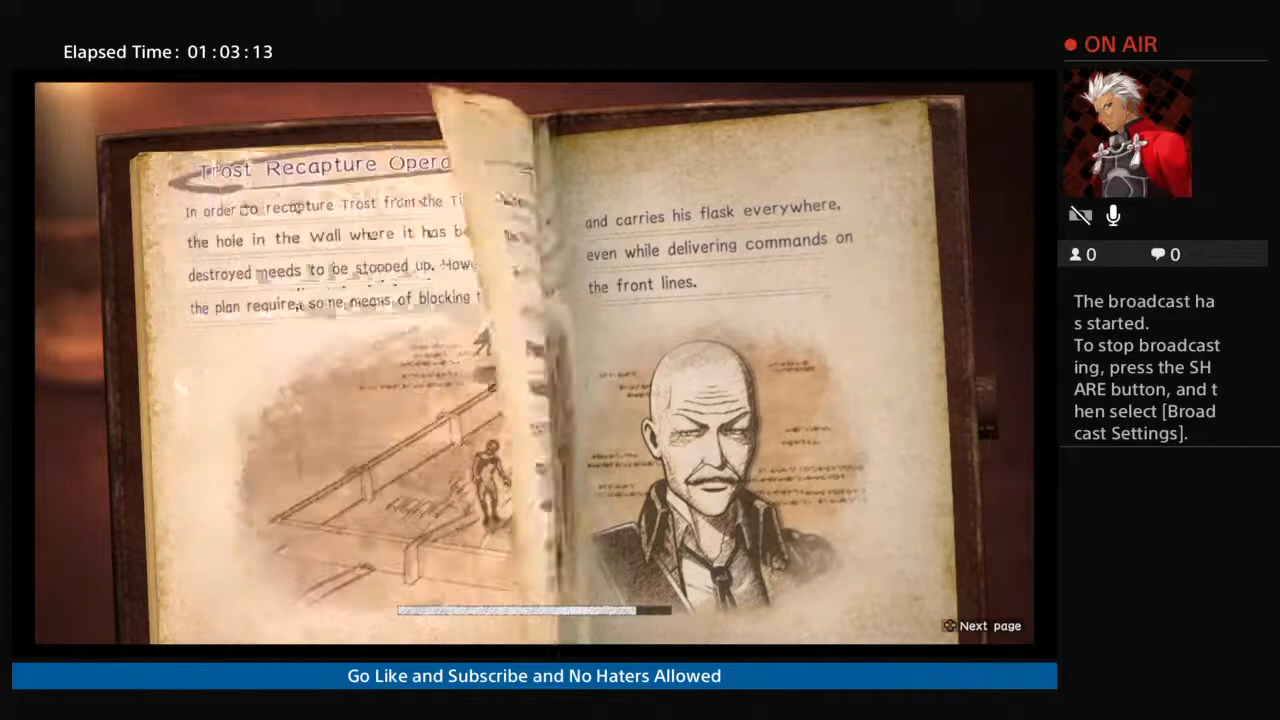 Elapsed Time: 01:03:13
ON AIR
Trost Recapture Opera
In order to recapture Trost from the Ti
the hole in the Wall where it has be
destroyed needs to be stopped up. Howe
the plan requires some means of blocking t
and carries his flask everywhere,
even while delivering commands on
the front lines.
Next page
0
0
The broadcast ha
s started.
To stop broadcast
ing, press the SH
ARE button, and t
hen select [Broad
cast Settings].
Go Like and Subscribe and No Haters Allowed